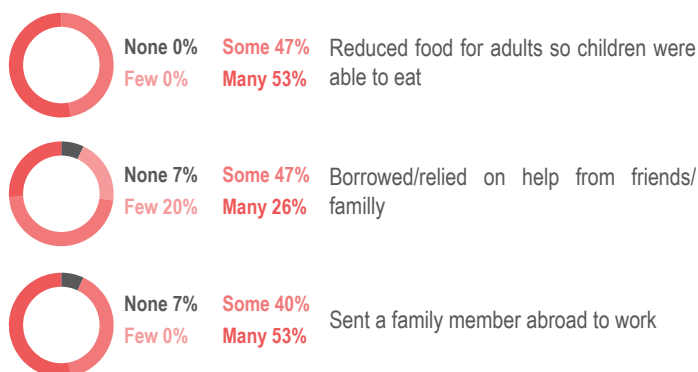 None 0% Some 47% Reduced food for adults so children were
Few 0% Many 53% able to eat
None 7% Some 47% Borrowed/relied on help from friends/
Few 20% Many 26% familly
None 7% Some 40%
Few 0% Many 53%
Sent a family member abroad to work